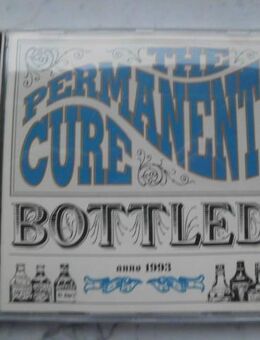 THE
PERMANENT
CURE
BOTTLED
anno 1993